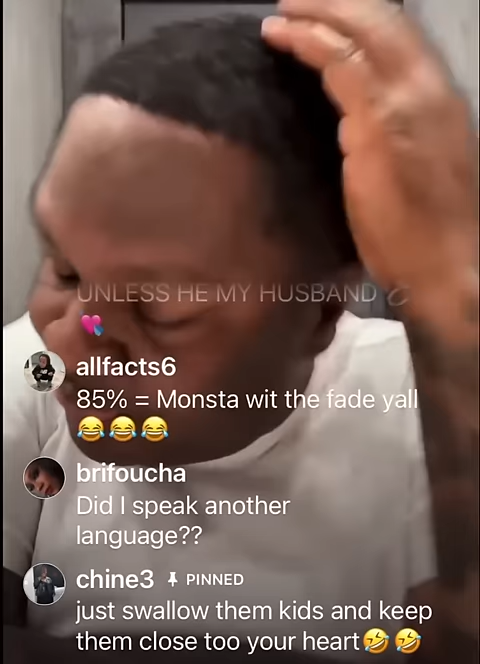 UNLESS HE MY HUSBAND
💘
allfacts6
85% = Monsta wit the fade yall
😂😂😂
brifoucha
Did I speak another
language??
chine3 📌 PINNED
just swallow them kids and keep
them close too your heart🤣🤣